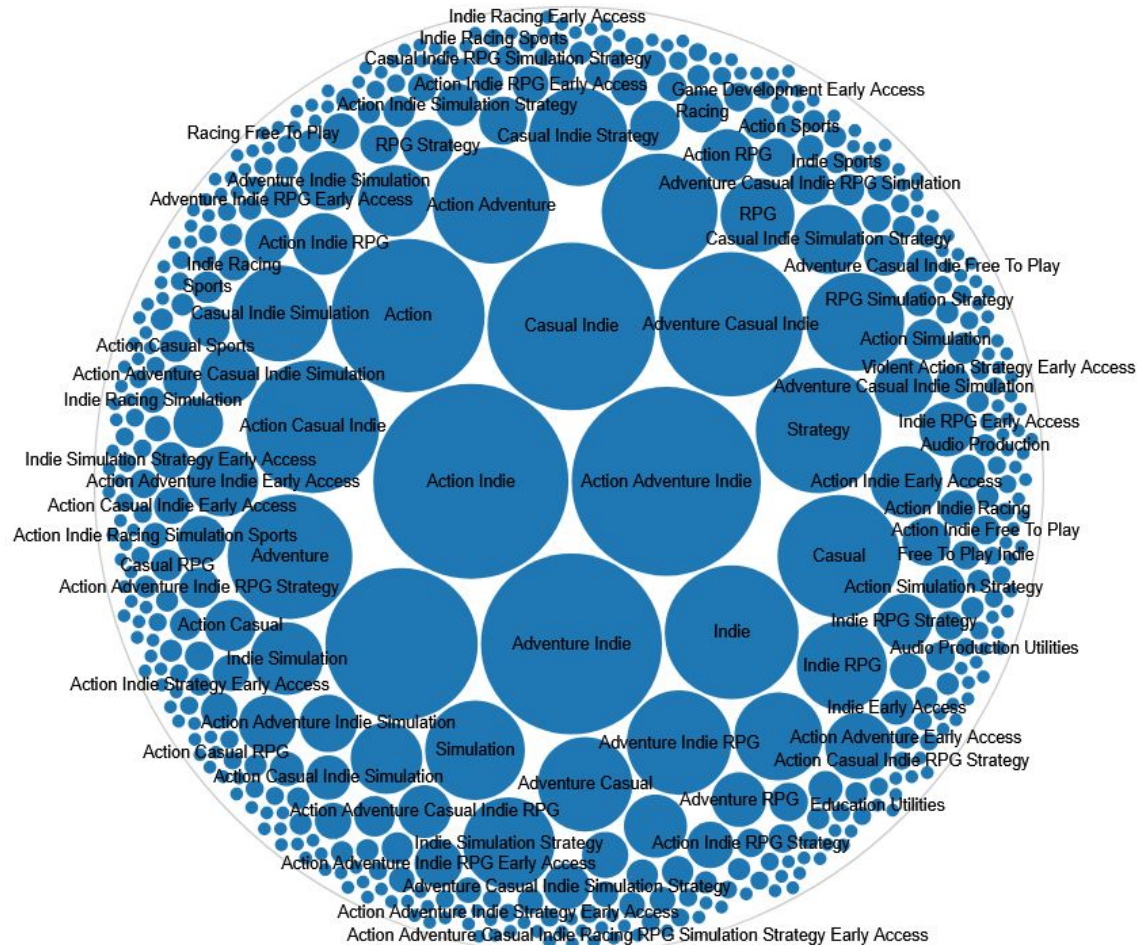 Indie Racing Early Access
Indie Racing Sports
Casual Indie RPG Simulation Strategy
Action Indie RPG Early Access
Game Development Early Access
Action Indie Simulation Strategy
Racing
Racing Free To Play
Casual Indie Strategy
Action Sports
RPG Strategy
Action RPG
Indie Sports
Adventure Indie Simulation
Adventure Casual Indie RPG Simulation
Adventure Indie RPG Early Access
Action Adventure
RPG
Action Indie RPG
Casual Indie Simulation Strategy
Indie Racing
Adventure Casual Indie Free To Play
Sports
RPG Simulation Strategy
Casual Indie Simulation
Action
Casual Indie
Adventure Casual Indie
Action Simulation
Action Casual Sports
Violent Action Strategy Early Access
Action Adventure Casual Indie Simulation
Adventure Casual Indie Simulation
Indie Racing Simulation
Action Casual Indie
Strategy
Indie RPG Early Access
Audio Production
Indie Simulation Strategy Early Access
Action Adventure Indie Early Access
Action Indie
Action Adventure Indie
Action Indie Early Access
Action Casual Indie Early Access
Action Indie Racing
Action Indie Racing Simulation Sports
Action Indie Free To Play
Adventure
Casual
Free To Play Indie
Casual RPG
Action Adventure Indie RPG Strategy
Action Simulation Strategy
Action Casual
Indie RPG Strategy
Indie Simulation
Adventure Indie
Indie
Audio Production Utilities
Indie RPG
Action Indie Strategy Early Access
Indie Early Access
Action Adventure Indie Simulation
Action Adventure Early Access
Action Casual RPG
Simulation
Adventure Indie RPG
Action Casual Indie RPG Strategy
Action Casual Indie Simulation
Adventure Casual
Adventure RPG
Education Utilities
Action Adventure Casual Indie RPG
Indie Simulation Strategy
Action Indie RPG Strategy
Action Adventure Indie RPG Early Access
Adventure Casual Indie Simulation Strategy
Action Adventure Indie Strategy Early Access
Action Adventure Casual Indie Racing RPG Simulation Strategy Early Access